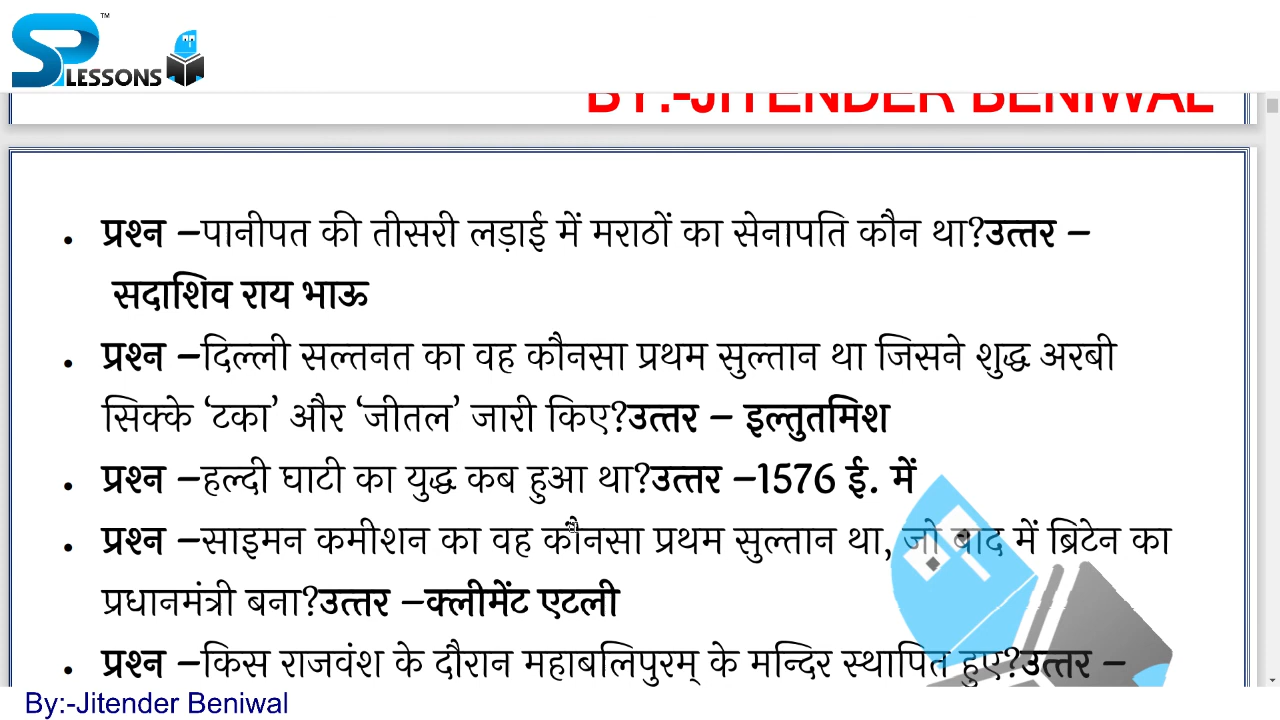 SP LESSONS ™
BY:-JITENDER BENIWAL
• प्रश्न –पानीपत की तीसरी लड़ाई में मराठों का सेनापति कौन था?उत्तर –
सदाशिव राय भाऊ
• प्रश्न –दिल्ली सल्तनत का वह कौनसा प्रथम सुल्तान था जिसने शुद्ध अरबी
सिक्के ‘टका’ और ‘जीतल’ जारी किए?उत्तर – इल्तुतमिश
• प्रश्न –हल्दी घाटी का युद्ध कब हुआ था?उत्तर –1576 ई. में
• प्रश्न –साइमन कमीशन का वह कौनसा प्रथम सुल्तान था, जो बाद में ब्रिटेन का
प्रधानमंत्री बना?उत्तर –क्लीमेंट एटली
• प्रश्न –किस राजवंश के दौरान महाबलिपुरम् के मन्दिर स्थापित हुए?उत्तर –
By:-Jitender Beniwal